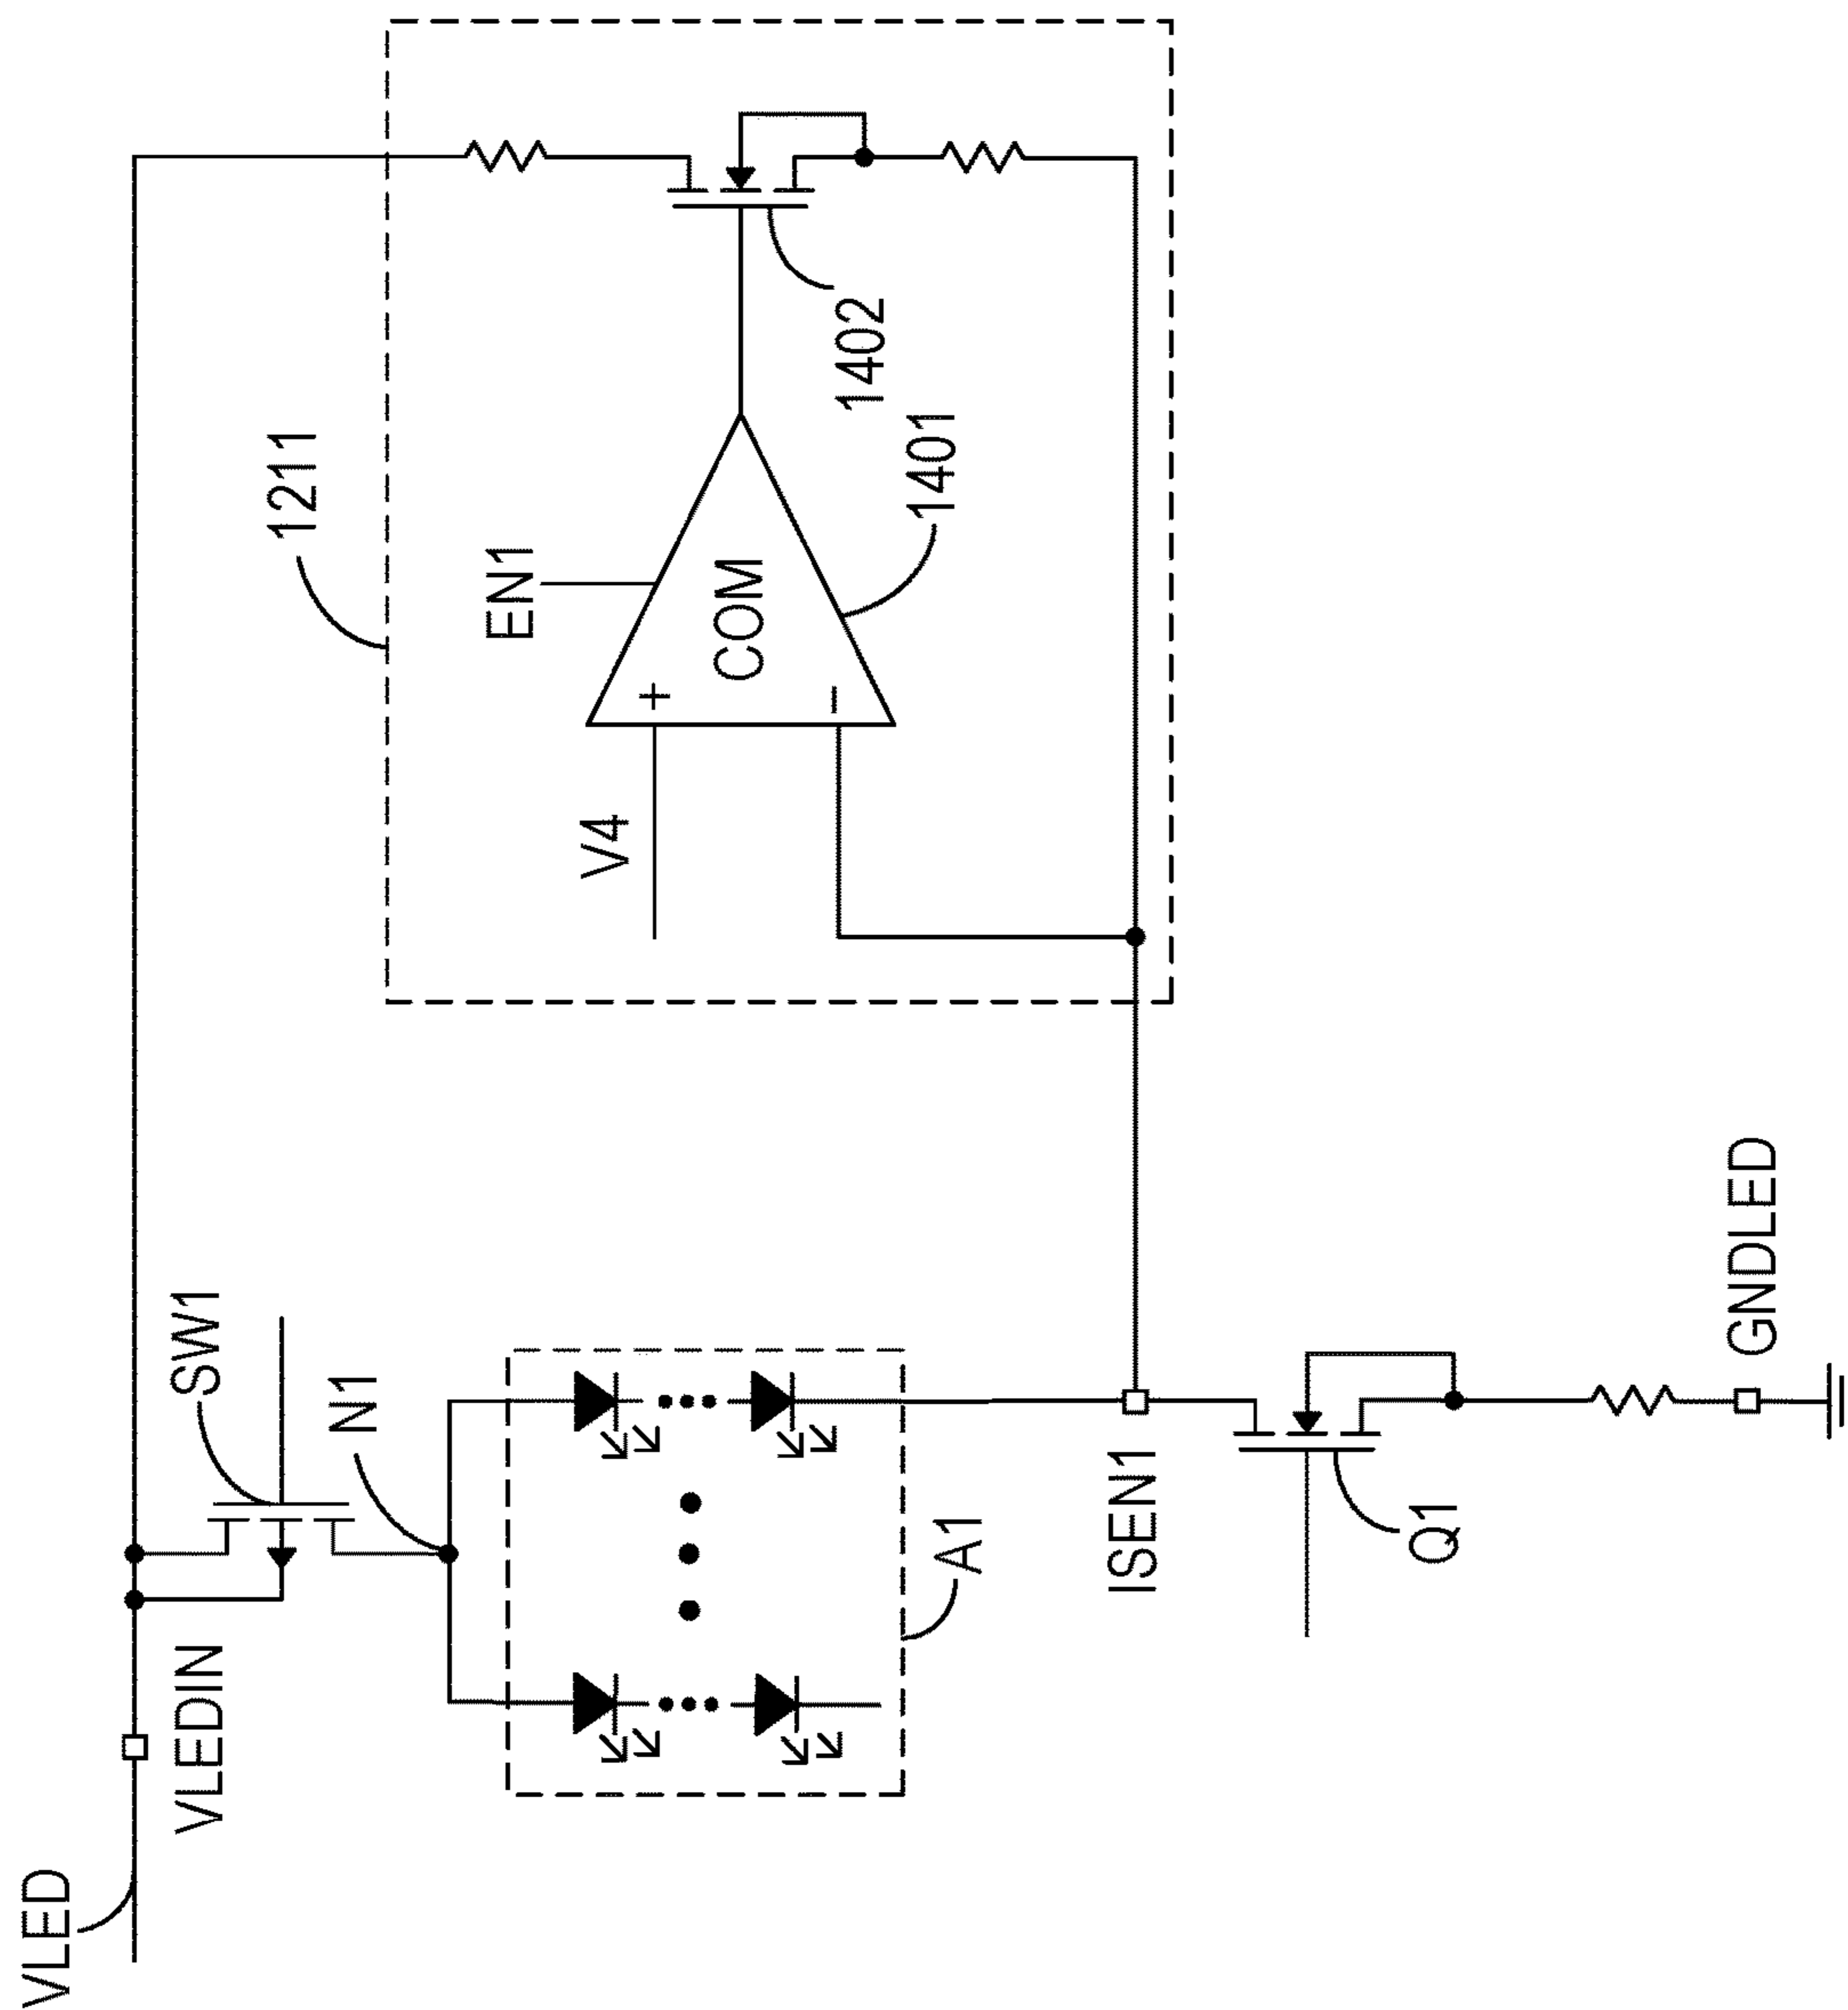 VLED
VLEDIN
SW1
N1
1211
EN1
V4
+
COM
−
1401
1402
A1
ISEN1
Q1
GNDLED